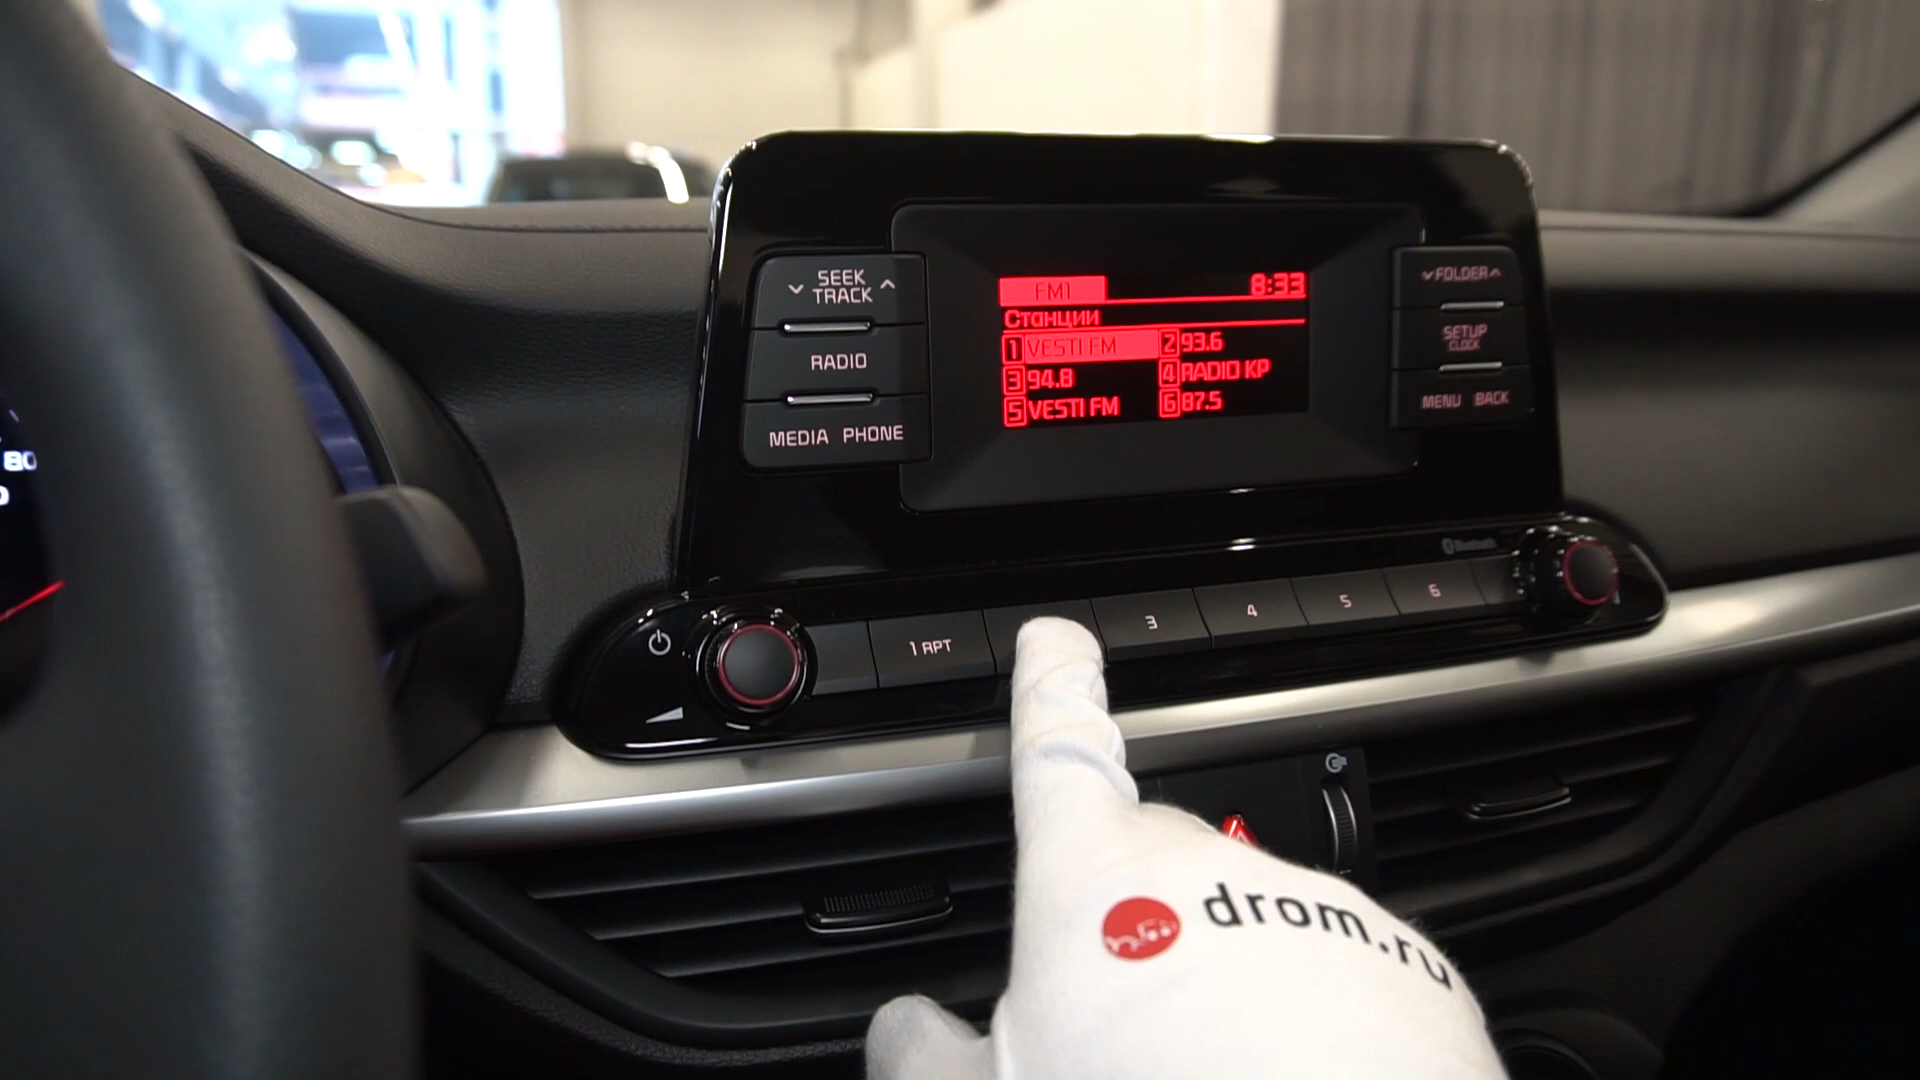 SEEK
TRACK
RADIO
MEDIA PHONE
FM1 8:33
Станции
1 VESTI FM 2 93.6
3 94.8 4 RADIO KP
5 VESTI FM 6 87.5
FOLDER
SETUP
CLOCK
MENU BACK
Bluetooth
1 RPT 3 4 5 6
80
drom.ru